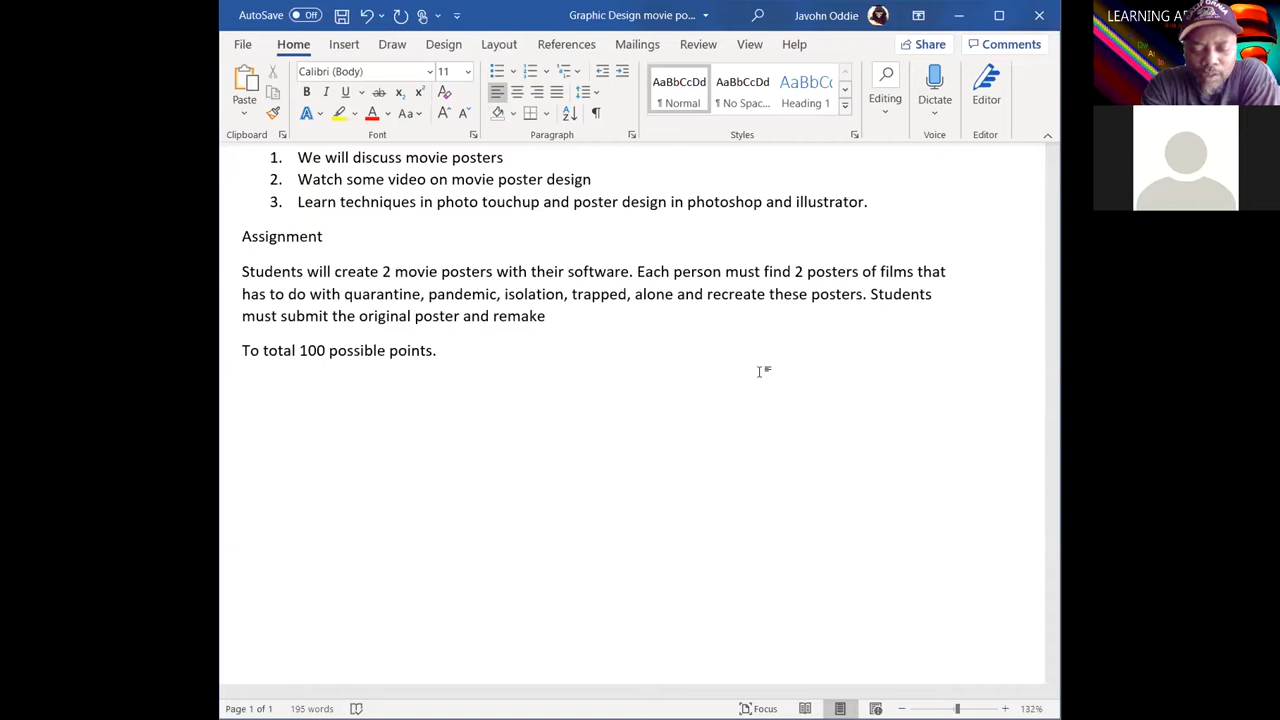 AutoSave Off
Graphic Design movie po...
Javohn Oddie
File Home Insert Draw Design Layout References Mailings Review View Help Share Comments
Calibri (Body) 11
AaBbCcDd AaBbCcDd AaBbCc
Paste
¶ Normal ¶ No Spac... Heading 1
Editing Dictate Editor
Clipboard Font Paragraph Styles Voice Editor
1. We will discuss movie posters
2. Watch some video on movie poster design
3. Learn techniques in photo touchup and poster design in photoshop and illustrator.
Assignment
Students will create 2 movie posters with their software. Each person must find 2 posters of films that
has to do with quarantine, pandemic, isolation, trapped, alone and recreate these posters. Students
must submit the original poster and remake
To total 100 possible points.
Page 1 of 1 195 words Focus 132%
LEARNING